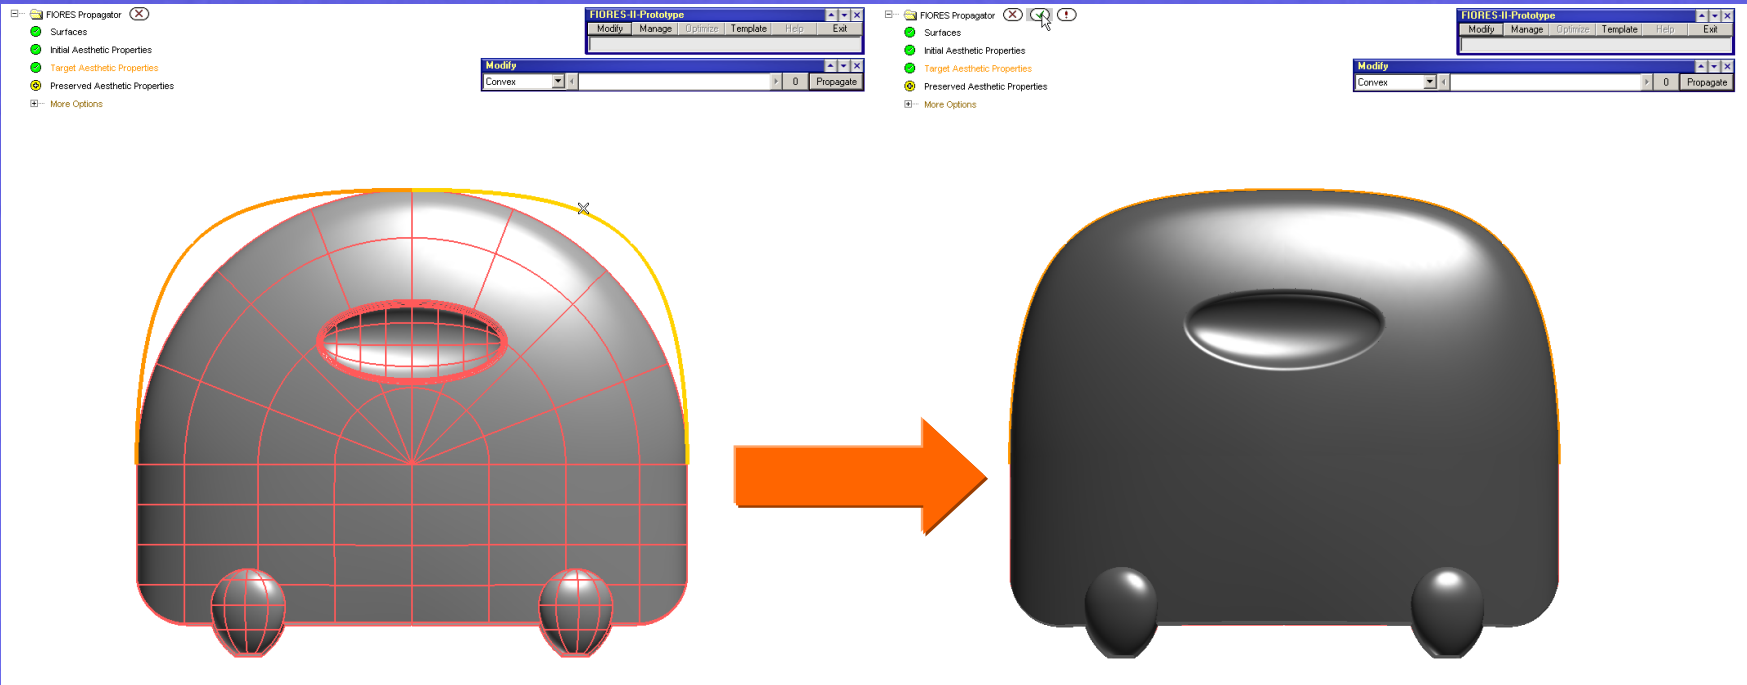 FIORES Propagator
Surfaces
Initial Aesthetic Properties
Target Aesthetic Properties
Preserved Aesthetic Properties
More Options
FIORES-II-Prototype
Modify Manage Optimize Template Help Exit
Modify
Convex 0 Propagate
FIORES Propagator
Surfaces
Initial Aesthetic Properties
Target Aesthetic Properties
Preserved Aesthetic Properties
More Options
FIORES-II-Prototype
Modify Manage Optimize Template Help Exit
Modify
Convex 0 Propagate